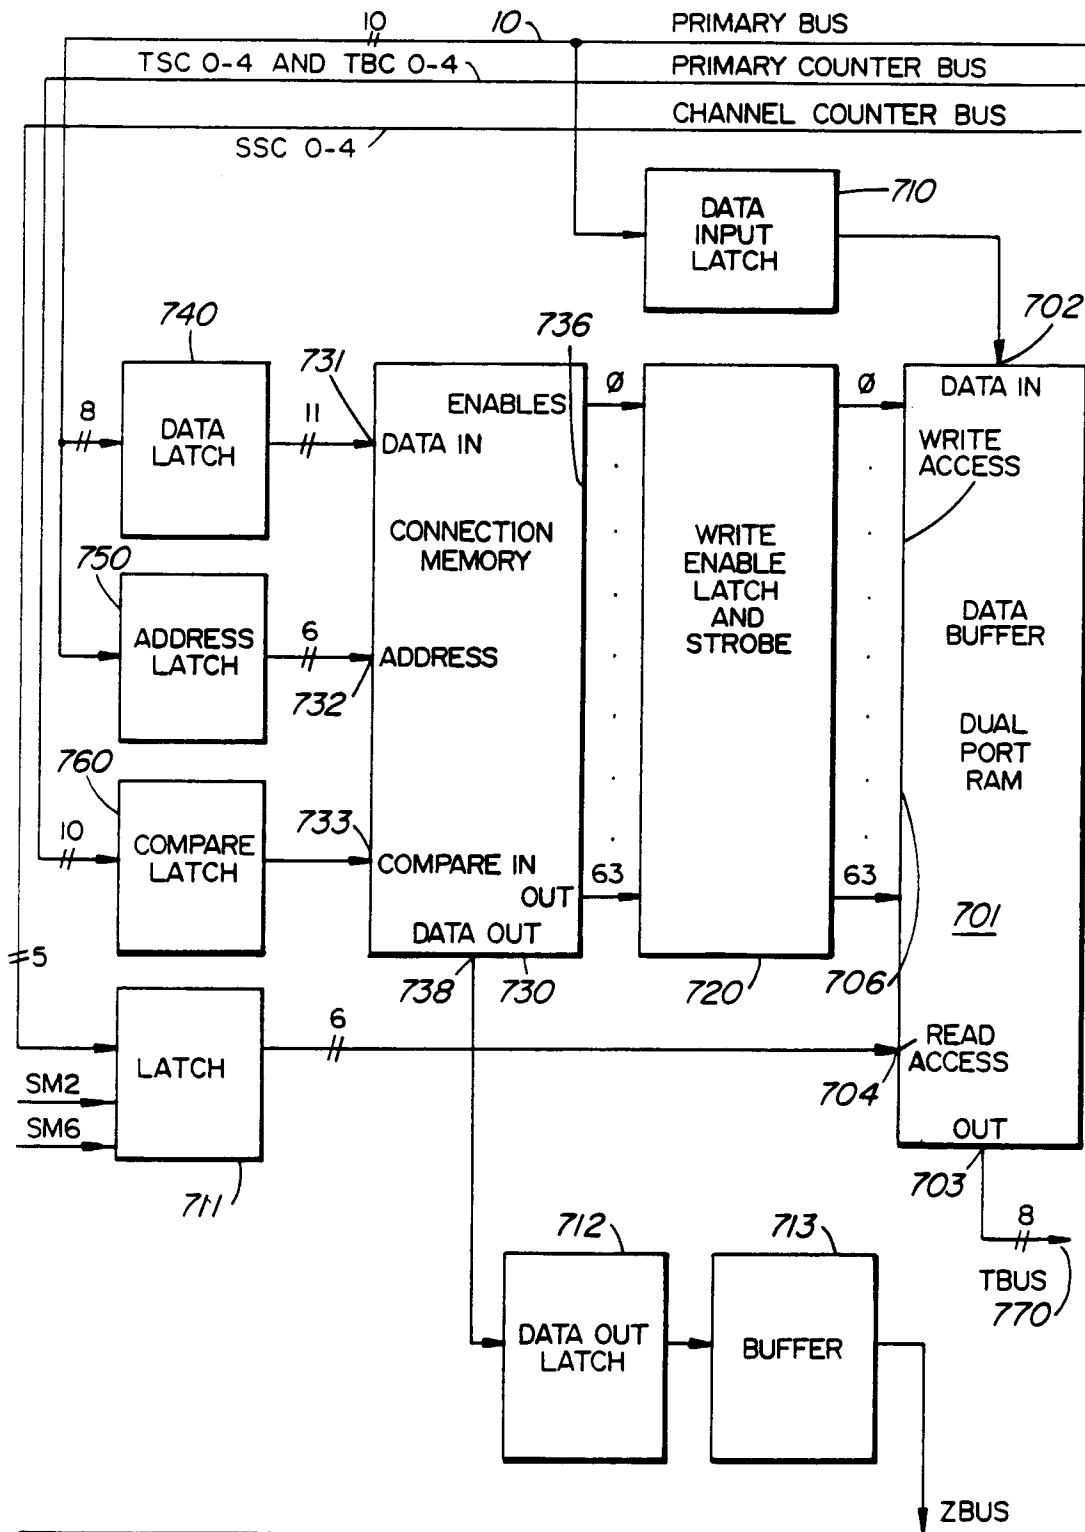 10 10 PRIMARY BUS
TSC 0-4 AND TBC 0-4 PRIMARY COUNTER BUS
CHANNEL COUNTER BUS
SSC 0-4
710
DATA
INPUT
LATCH
740
731
736
702
8
DATA
LATCH
11
ENABLES
DATA IN
CONNECTION
MEMORY
Ø
WRITE
ENABLE
LATCH
AND
STROBE
Ø
DATA IN
WRITE
ACCESS
DATA
BUFFER
DUAL
PORT
RAM
750
ADDRESS
LATCH
6
ADDRESS
732
760
10
COMPARE
LATCH
733
COMPARE IN
OUT
63
63
DATA OUT
701
5
738
730
720
706
LATCH
6
READ
ACCESS
704
SM2
SM6
OUT
711
703
712
713
8
TBUS
770
DATA OUT
LATCH
BUFFER
ZBUS